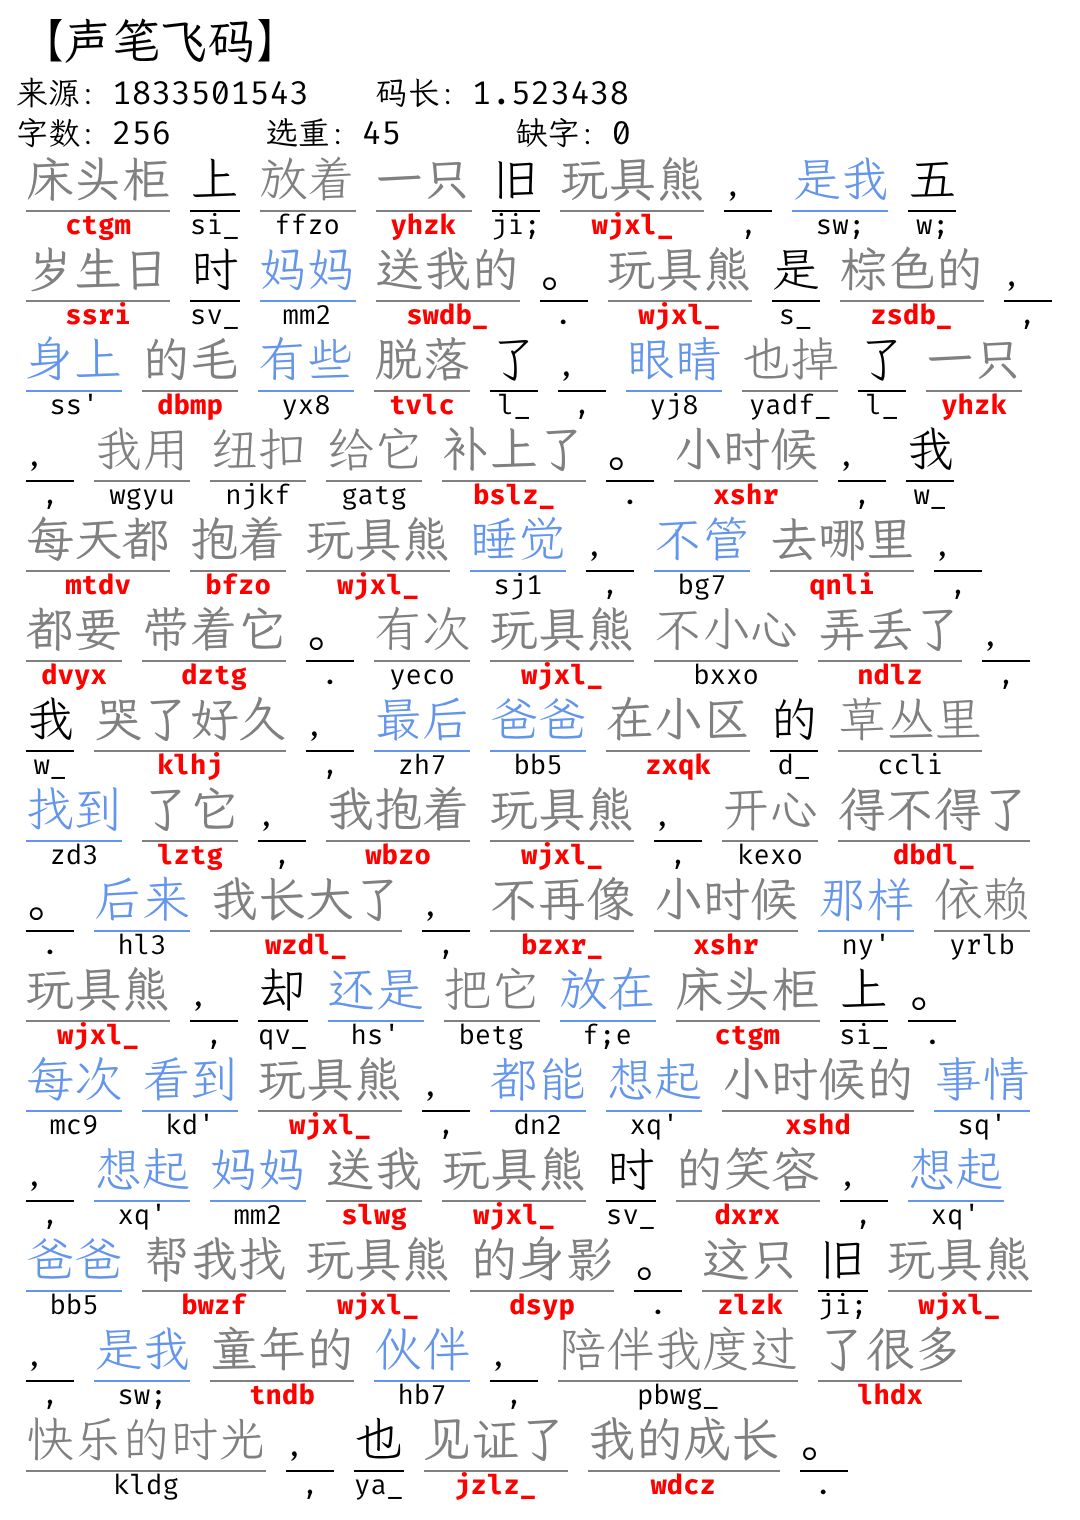 【声笔飞码】
来源: 1833501543 码长: 1.523438
字数: 256 选重: 45 缺字: 0
床头柜 上 放着 一只 旧 玩具熊 , 是我 五
ctgm si_ ffzo yhzk ji; wjxl_ , sw; w;
岁生日 时 妈妈 送我的 。 玩具熊 是 棕色的 ,
ssri sv_ mm2 swdb_ . wjxl_ s_ zsdb_ ,
身上 的毛 有些 脱落 了 , 眼睛 也掉 了 一只
ss' dbmp yx8 tvlc l_ , yj8 yadf_ l_ yhzk
, 我用 纽扣 给它 补上了 。 小时候 , 我
, wgyu njkf gatg bslz_ . xshr , w_
每天都 抱着 玩具熊 睡觉 , 不管 去哪里 ,
mtdv bfzo wjxl_ sj1 , bg7 qnli ,
都要 带着它 。 有次 玩具熊 不小心 弄丢了 ,
dvyx dztg . yeco wjxl_ bxxo ndlz ,
我 哭了好久 , 最后 爸爸 在小区 的 草丛里
w_ klhj , zh7 bb5 zxqk d_ ccli
找到 了它 , 我抱着 玩具熊 , 开心 得不得了
zd3 lztg , wbzo wjxl_ , kexo dbdl_
。 后来 我长大了 , 不再像 小时候 那样 依赖
. hl3 wzdl_ , bzxr_ xshr ny' yrlb
玩具熊 , 却 还是 把它 放在 床头柜 上 。
wjxl_ , qv_ hs' betg f;e ctgm si_ .
每次 看到 玩具熊 , 都能 想起 小时候的 事情
mc9 kd' wjxl_ , dn2 xq' xshd sq'
, 想起 妈妈 送我 玩具熊 时 的笑容 , 想起
, xq' mm2 slwg wjxl_ sv_ dxrx , xq'
爸爸 帮我找 玩具熊 的身影 。 这只 旧 玩具熊
bb5 bwzf wjxl_ dsyp . zlzk ji; wjxl_
, 是我 童年的 伙伴 , 陪伴我度过 了很多
, sw; tndb hb7 , pbwg_ lhdx
快乐的时光 , 也 见证了 我的成长 。
kldg , ya_ jzlz_ wdcz .